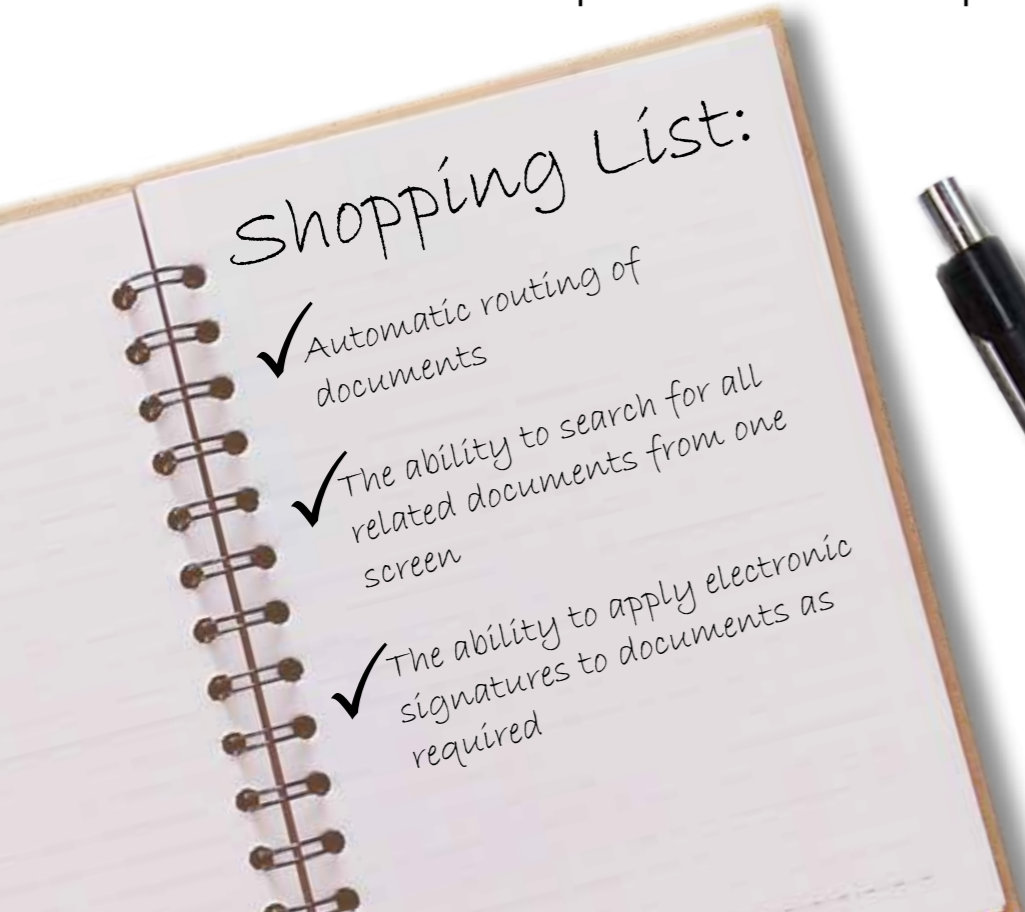 Shopping List:
✓ Automatic routing of
documents
✓ The ability to search for all
related documents from one
screen
✓ The ability to apply electronic
signatures to documents as
required